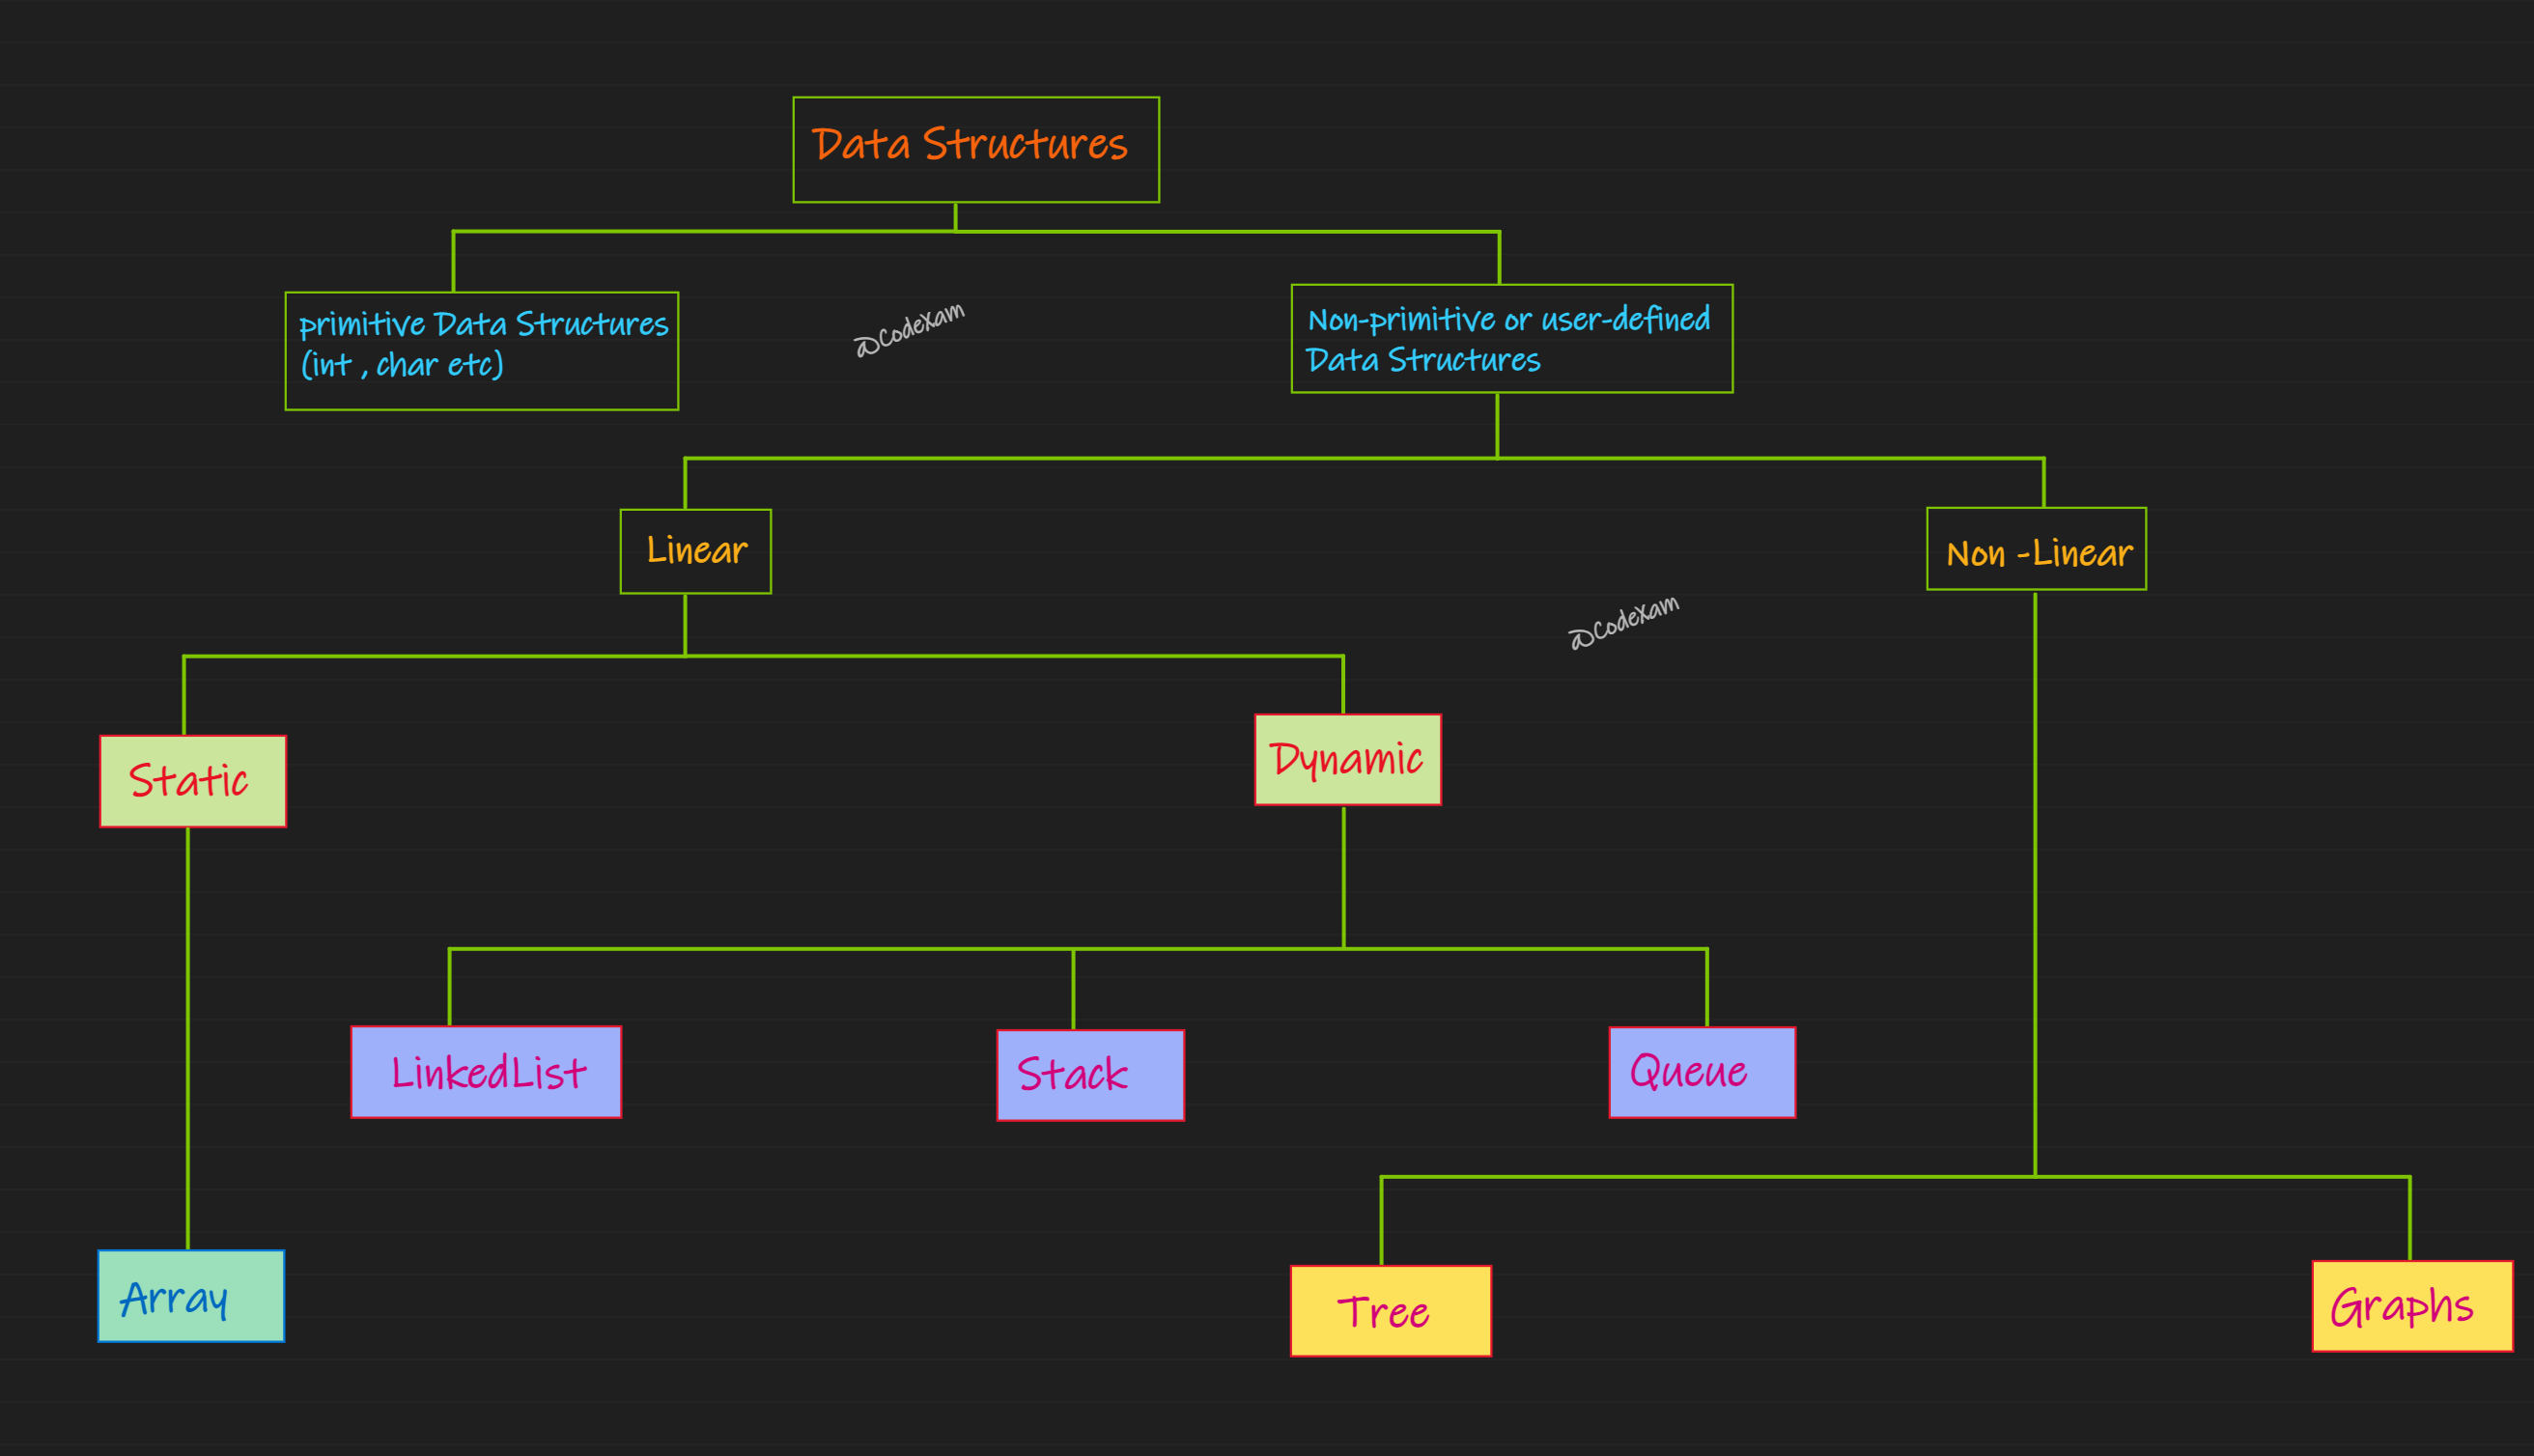 Data Structures
primitive Data Structures
(int , char etc)
@Codexam
Non-primitive or user-defined
Data Structures
Linear
Non -Linear
@Codexam
Static
Dynamic
LinkedList
Stack
Queue
Array
Tree
Graphs